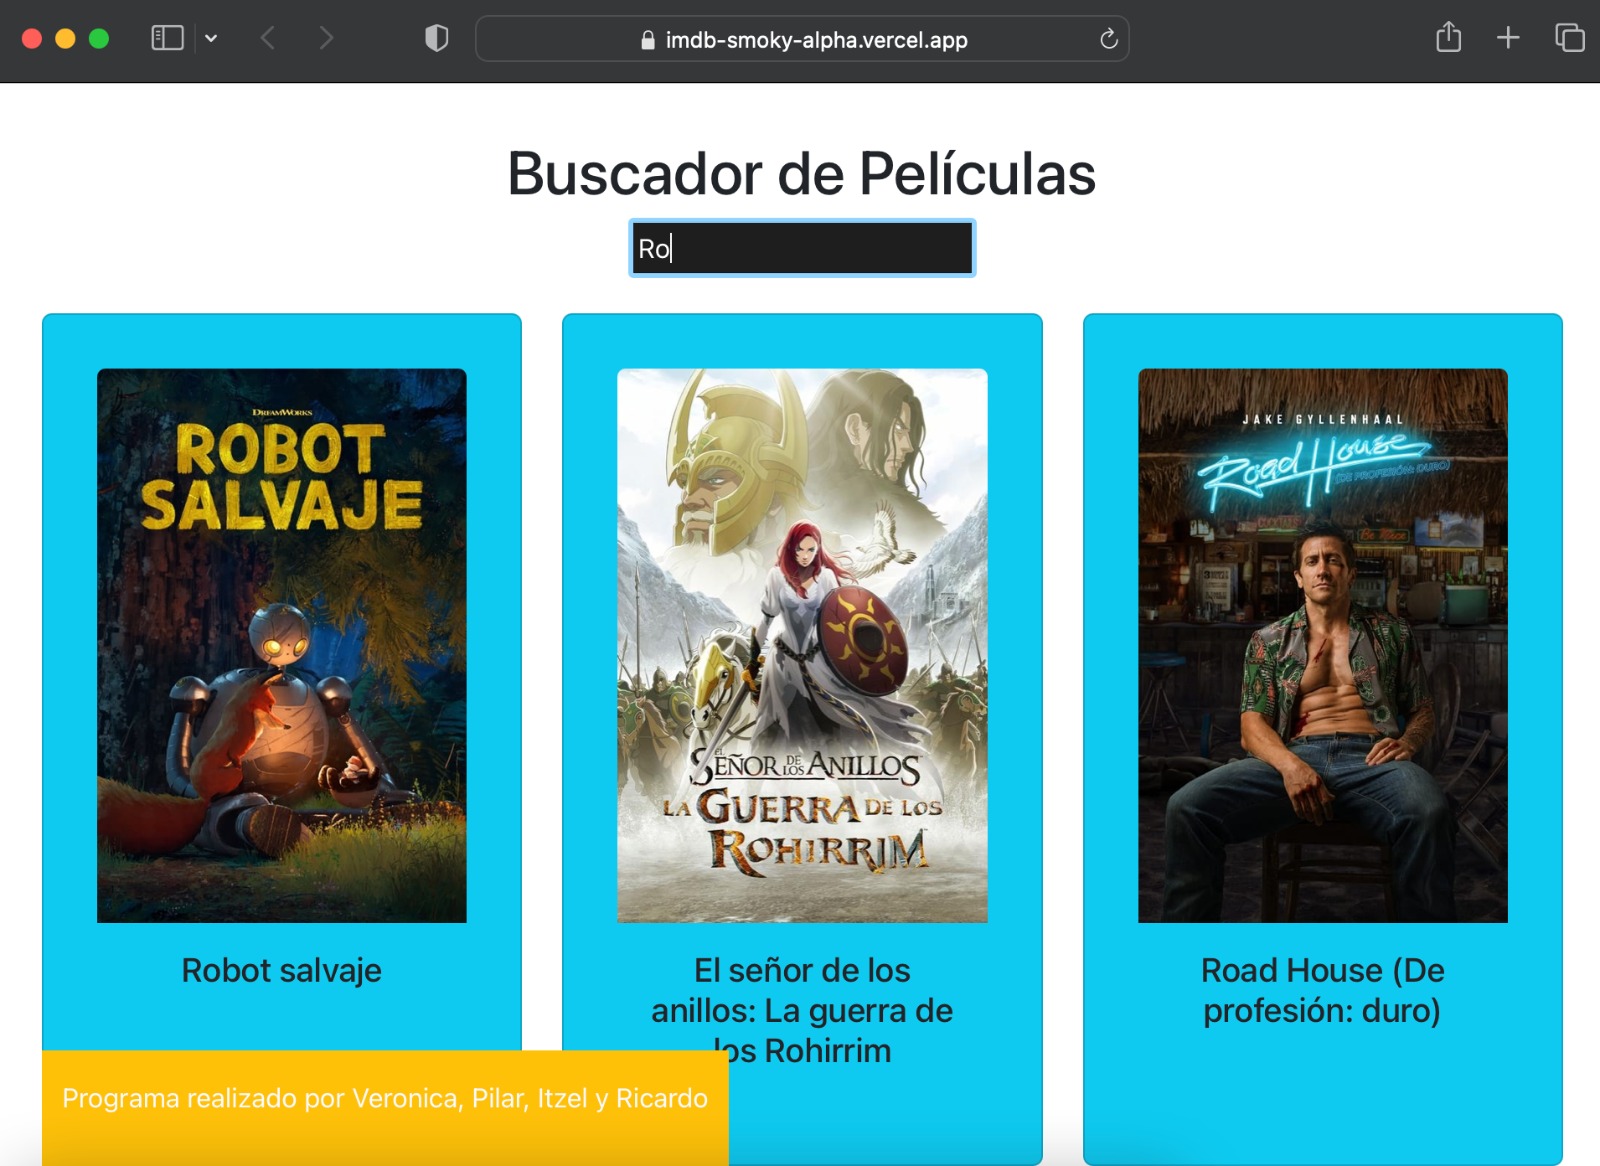 imdb-smoky-alpha.vercel.app
Buscador de Películas
Ro
DREAMWORKS
ROBOT
SALVAJE
Robot salvaje
EL
SEÑOR DE LOS ANILLOS
LA GUERRA DE LOS
ROHIRRIM
El señor de los
anillos: La guerra de
los Rohirrim
JAKE GYLLENHAAL
Road House
(DE PROFESIÓN: DURO)
Be Nice
Road House (De
profesión: duro)
Programa realizado por Veronica, Pilar, Itzel y Ricardo